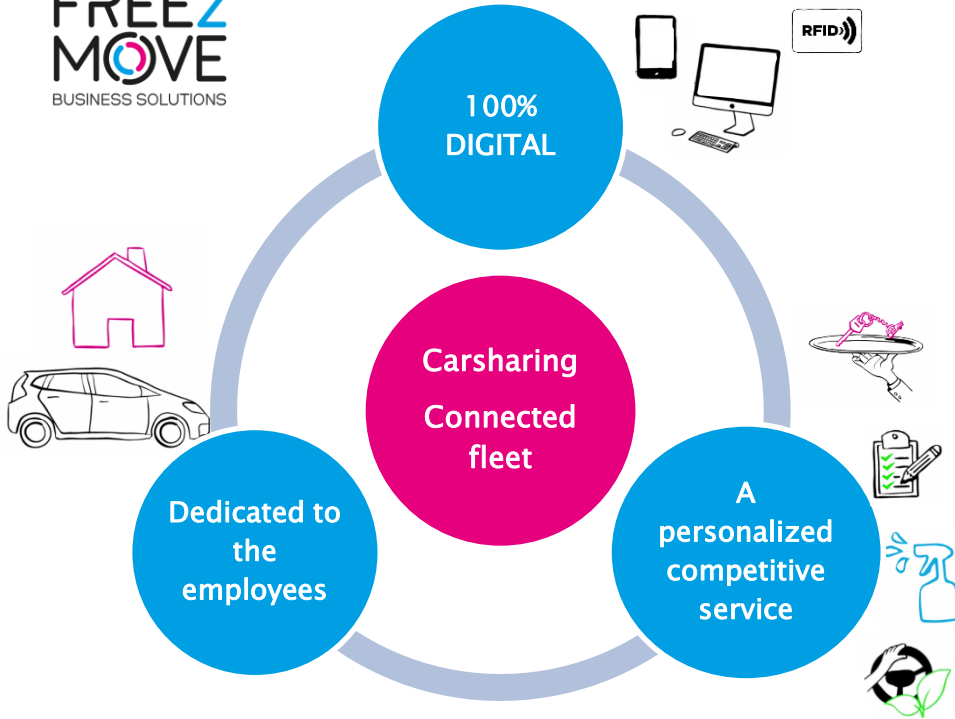 FREE2
MOVE
BUSINESS SOLUTIONS
RFID
100%
DIGITAL
Carsharing
Connected
fleet
Dedicated to
the
employees
A
personalized
competitive
service